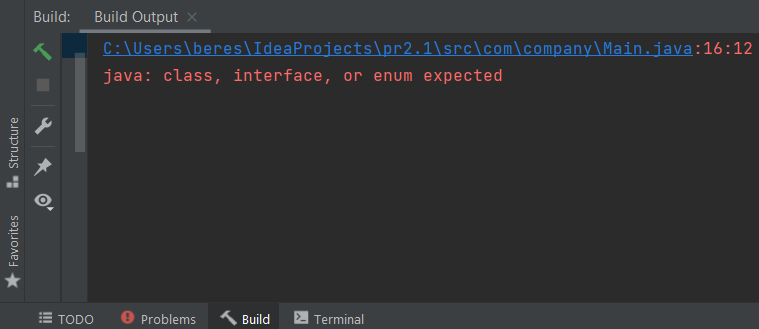 Build: Build Output
C:\Users\beres\IdeaProjects\pr2.1\src\com\company\Main.java:16:12
java: class, interface, or enum expected
Structure
Favorites
TODO Problems Build Terminal